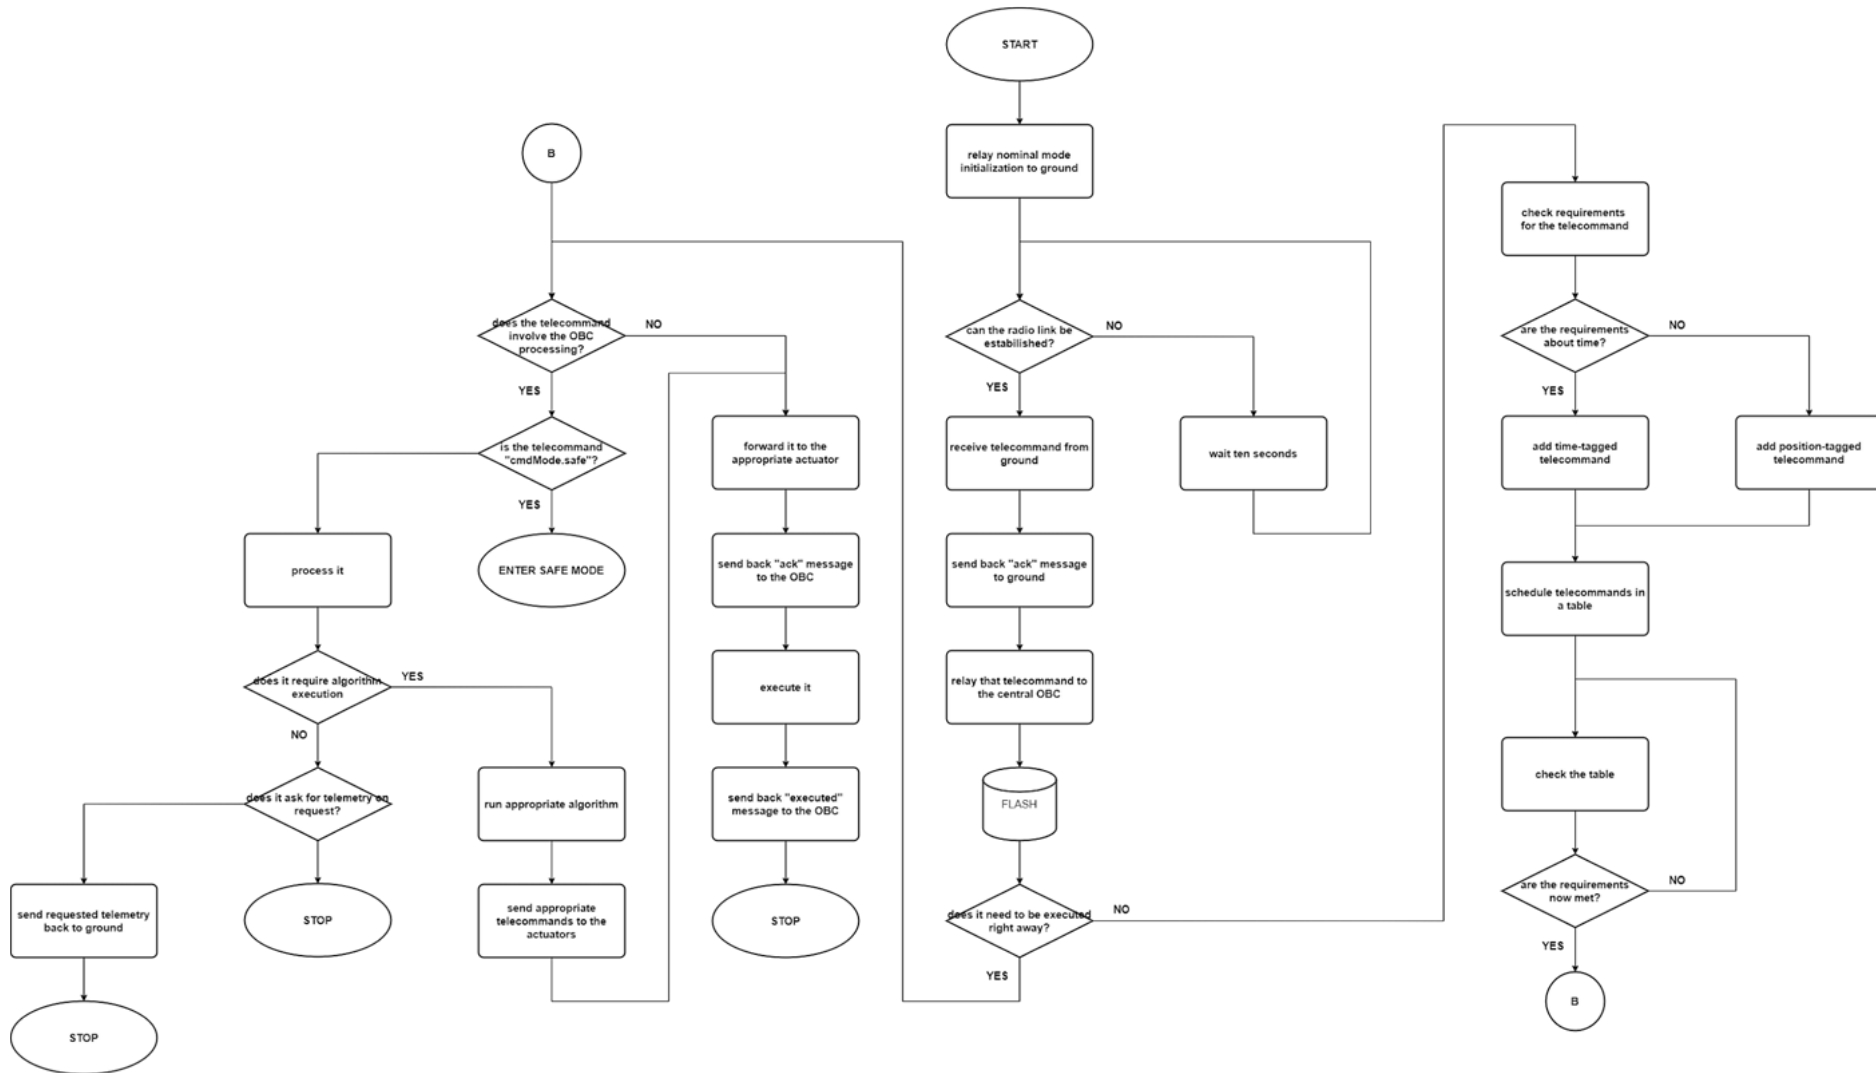 START
relay nominal mode
initialization to ground
can the radio link be
estabilished?
NO
YES
wait ten seconds
receive telecommand from
ground
send back "ack" message
to ground
relay that telecommand to
the central OBC
FLASH
does it need to be executed
right away?
NO
YES
check requirements
for the telecommand
are the requirements
about time?
NO
YES
add time-tagged
telecommand
add position-tagged
telecommand
schedule telecommands in
a table
check the table
are the requirements
now met?
NO
YES
B
B
does the telecommand
involve the OBC
processing?
NO
YES
is the telecommand
"cmdMode.safe"?
YES
ENTER SAFE MODE
forward it to the
appropriate actuator
send back "ack" message
to the OBC
execute it
send back "executed"
message to the OBC
STOP
process it
does it require algorithm
execution
YES
NO
run appropriate algorithm
send appropriate
telecommands to the
actuators
does it ask for telemetry on
request?
STOP
send requested telemetry
back to ground
STOP